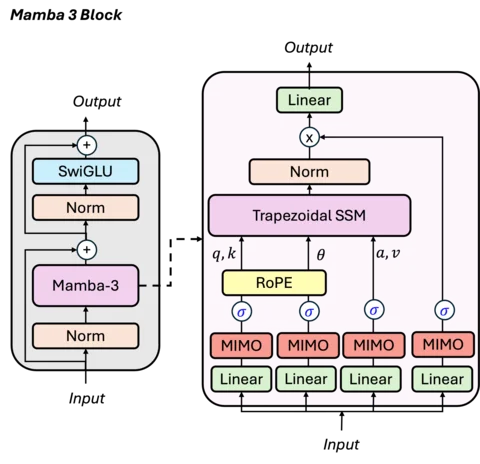 Mamba 3 Block
Output
+
SwiGLU
Norm
+
Mamba-3
Norm
Input
Output
Linear
x
Norm
Trapezoidal SSM
q, k θ a, v
RoPE
σ σ σ σ
MIMO MIMO MIMO MIMO
Linear Linear Linear Linear
Input